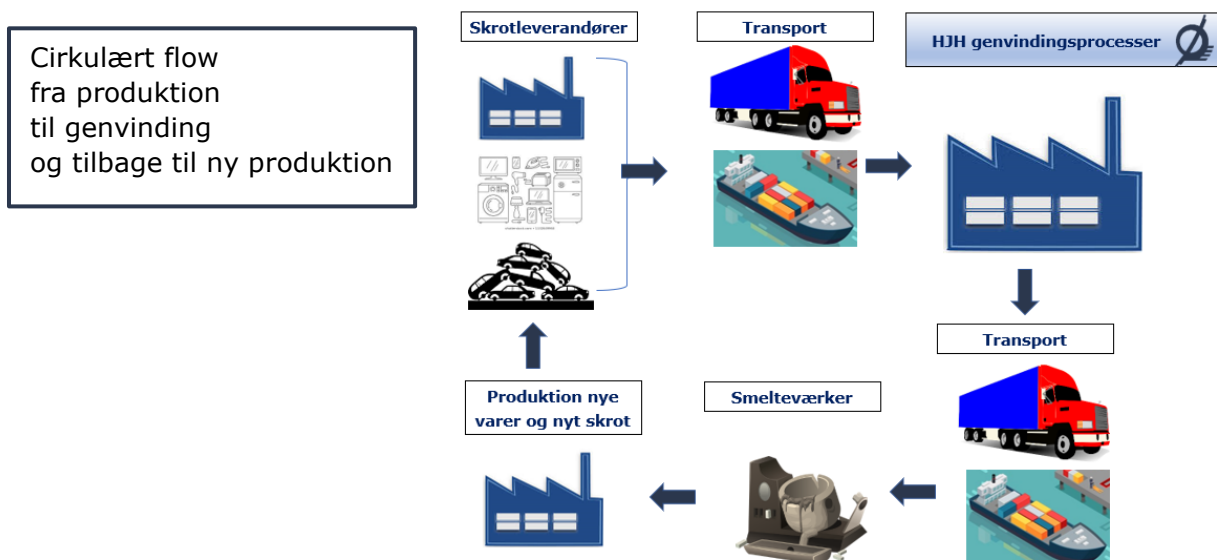 Cirkulært flow
fra produktion
til genvinding
og tilbage til ny produktion
Skrotleverandører
Transport
HJH genvindingsprocesser
Transport
Smelteværker
Produktion nye
varer og nyt skrot